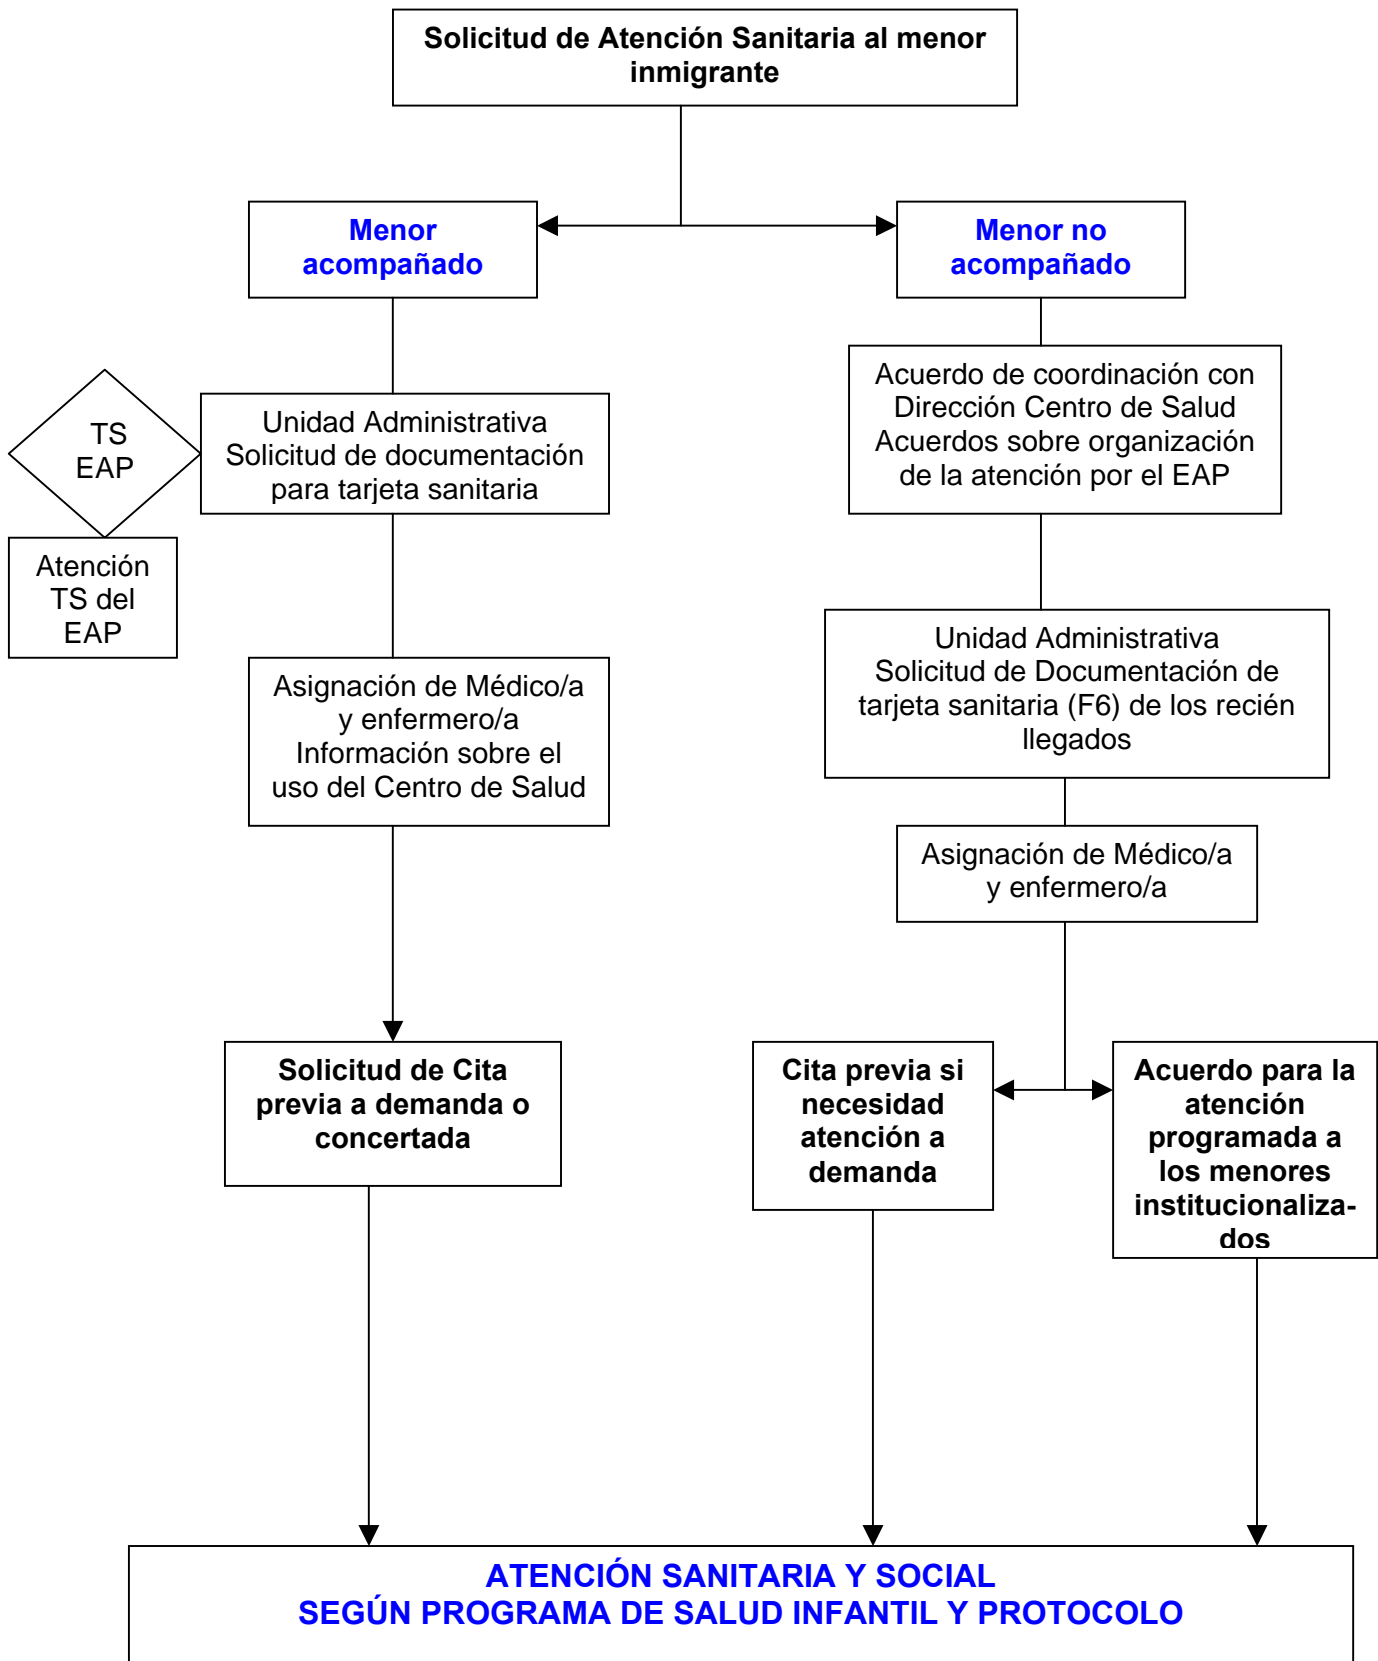 Solicitud de Atención Sanitaria al menor
inmigrante
Menor
acompañado
Menor no
acompañado
TS
EAP
Atención
TS del
EAP
Unidad Administrativa
Solicitud de documentación
para tarjeta sanitaria
Acuerdo de coordinación con
Dirección Centro de Salud
Acuerdos sobre organización
de la atención por el EAP
Asignación de Médico/a
y enfermero/a
Información sobre el
uso del Centro de Salud
Unidad Administrativa
Solicitud de Documentación de
tarjeta sanitaria (F6) de los recién
llegados
Asignación de Médico/a
y enfermero/a
Solicitud de Cita
previa a demanda o
concertada
Cita previa si
necesidad
atención a
demanda
Acuerdo para la
atención
programada a
los menores
institucionaliza-
dos
ATENCIÓN SANITARIA Y SOCIAL
SEGÚN PROGRAMA DE SALUD INFANTIL Y PROTOCOLO